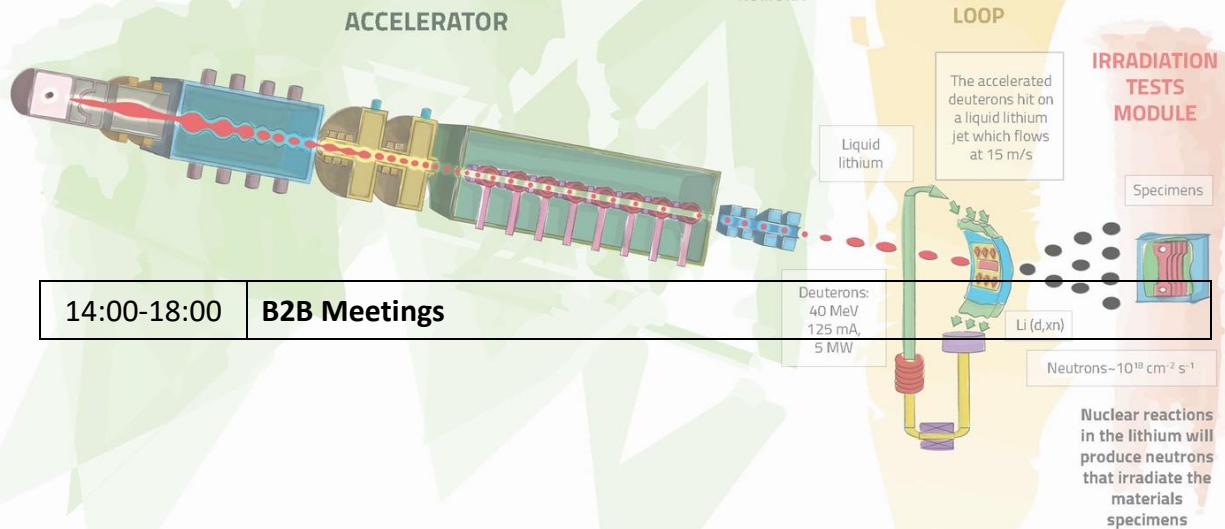 ACCELERATOR
LOOP
The accelerated
deuterons hit on
a liquid lithium
jet which flows
at 15 m/s
IRRADIATION
TESTS
MODULE
Liquid
lithium
Specimens
14:00-18:00 B2B Meetings
Deuterons:
40 MeV
125 mA,
5 MW
Li (d,xn)
Neutrons~10¹⁸ cm⁻² s⁻¹
Nuclear reactions
in the lithium will
produce neutrons
that irradiate the
materials
specimens